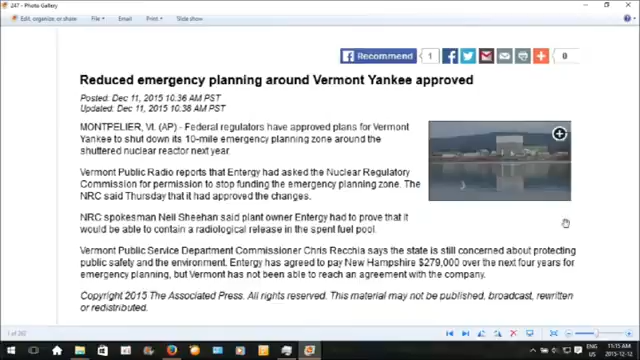 247 - Photo Gallery
Edit, organize, or share
File
Email
Print
Slide show
Recommend
1
0
Reduced emergency planning around Vermont Yankee approved
Posted: Dec 11, 2015 10:36 AM PST
Updated: Dec 11, 2015 10:38 AM PST
MONTPELIER, Vt. (AP) - Federal regulators have approved plans for Vermont
Yankee to shut down its 10-mile emergency planning zone around the
shuttered nuclear reactor next year.
Vermont Public Radio reports that Entergy had asked the Nuclear Regulatory
Commission for permission to stop funding the emergency planning zone. The
NRC said Thursday that it had approved the changes.
NRC spokesman Neil Sheehan said plant owner Entergy had to prove that it
would be able to contain a radiological release in the spent fuel pool.
Vermont Public Service Department Commissioner Chris Recchia says the state is still concerned about protecting
public safety and the environment. Entergy has agreed to pay New Hampshire $279,000 over the next four years for
emergency planning, but Vermont has not been able to reach an agreement with the company.
Copyright 2015 The Associated Press. All rights reserved. This material may not be published, broadcast, rewritten
or redistributed.
ENG
US
11:15 AM
2015-12-12